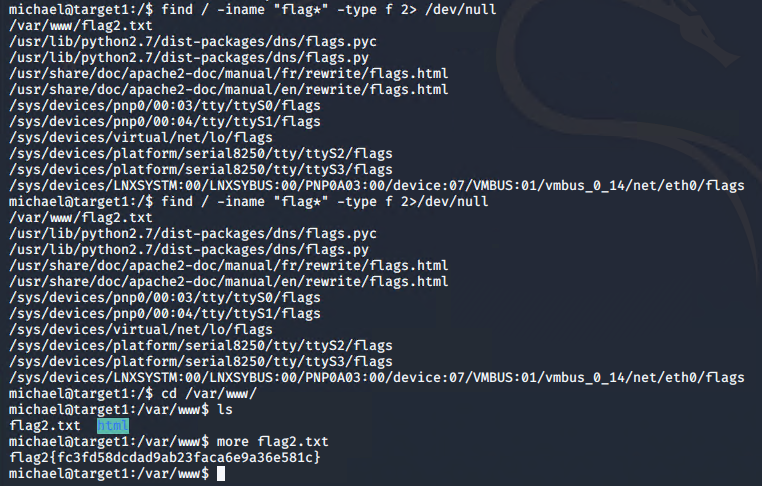 michael@target1:/$ find / -iname "flag*" -type f 2> /dev/null
/var/www/flag2.txt
/usr/lib/python2.7/dist-packages/dns/flags.pyc
/usr/lib/python2.7/dist-packages/dns/flags.py
/usr/share/doc/apache2-doc/manual/fr/rewrite/flags.html
/usr/share/doc/apache2-doc/manual/en/rewrite/flags.html
/sys/devices/pnp0/00:03/tty/ttyS0/flags
/sys/devices/pnp0/00:04/tty/ttyS1/flags
/sys/devices/virtual/net/lo/flags
/sys/devices/platform/serial8250/tty/ttyS2/flags
/sys/devices/platform/serial8250/tty/ttyS3/flags
/sys/devices/LNXSYSTM:00/LNXSYBUS:00/PNP0A03:00/device:07/VMBUS:01/vmbus_0_14/net/eth0/flags
michael@target1:/$ find / -iname "flag*" -type f 2>/dev/null
/var/www/flag2.txt
/usr/lib/python2.7/dist-packages/dns/flags.pyc
/usr/lib/python2.7/dist-packages/dns/flags.py
/usr/share/doc/apache2-doc/manual/fr/rewrite/flags.html
/usr/share/doc/apache2-doc/manual/en/rewrite/flags.html
/sys/devices/pnp0/00:03/tty/ttyS0/flags
/sys/devices/pnp0/00:04/tty/ttyS1/flags
/sys/devices/virtual/net/lo/flags
/sys/devices/platform/serial8250/tty/ttyS2/flags
/sys/devices/platform/serial8250/tty/ttyS3/flags
/sys/devices/LNXSYSTM:00/LNXSYBUS:00/PNP0A03:00/device:07/VMBUS:01/vmbus_0_14/net/eth0/flags
michael@target1:/$ cd /var/www/
michael@target1:/var/www$ ls
flag2.txt  html
michael@target1:/var/www$ more flag2.txt
flag2{fc3fd58dcdad9ab23faca6e9a36e581c}
michael@target1:/var/www$